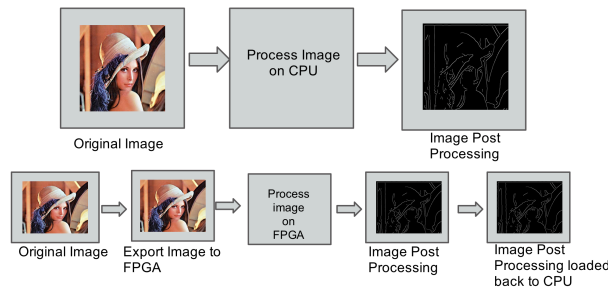 Process Image
on CPU
Original Image
Image Post
Processing
Process
image
on
FPGA
Original Image
Export Image to
FPGA
Image Post
Processing
Image Post
Processing loaded
back to CPU